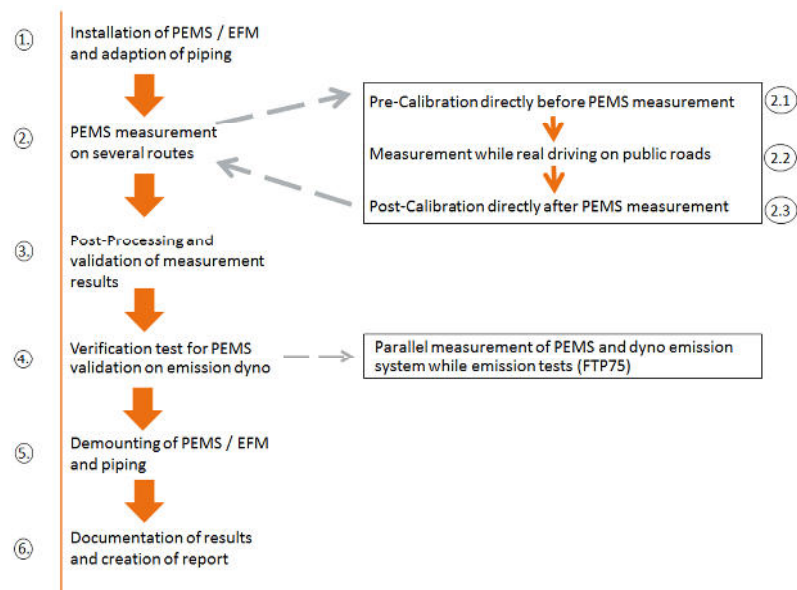 1.
Installation of PEMS / EFM
and adaption of piping
2.
PEMS measurement
on several routes
Pre-Calibration directly before PEMS measurement
2.1
Measurement while real driving on public roads
2.2
Post-Calibration directly after PEMS measurement
2.3
3.
Post-Processing and
validation of measurement
results
4.
Verification test for PEMS
validation on emission dyno
Parallel measurement of PEMS and dyno emission
system while emission tests (FTP75)
5.
Demounting of PEMS / EFM
and piping
6.
Documentation of results
and creation of report